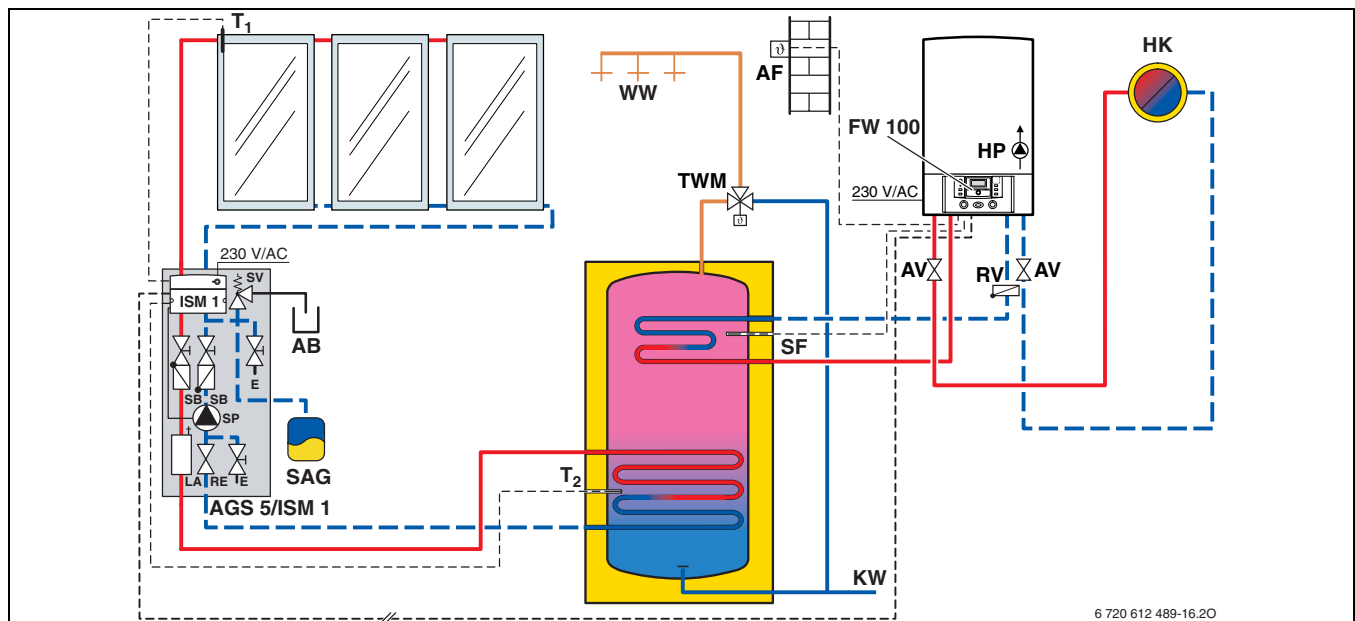 T1
WW
AF
ϑ
HK
FW 100
HP
TWM
ϑ
230 V/AC
230 V/AC
SV
ISM 1
AB
AV
RV
AV
E
SF
SB SB
SP
SAG
LA RE E
T2
AGS 5/ISM 1
KW
6 720 612 489-16.2O